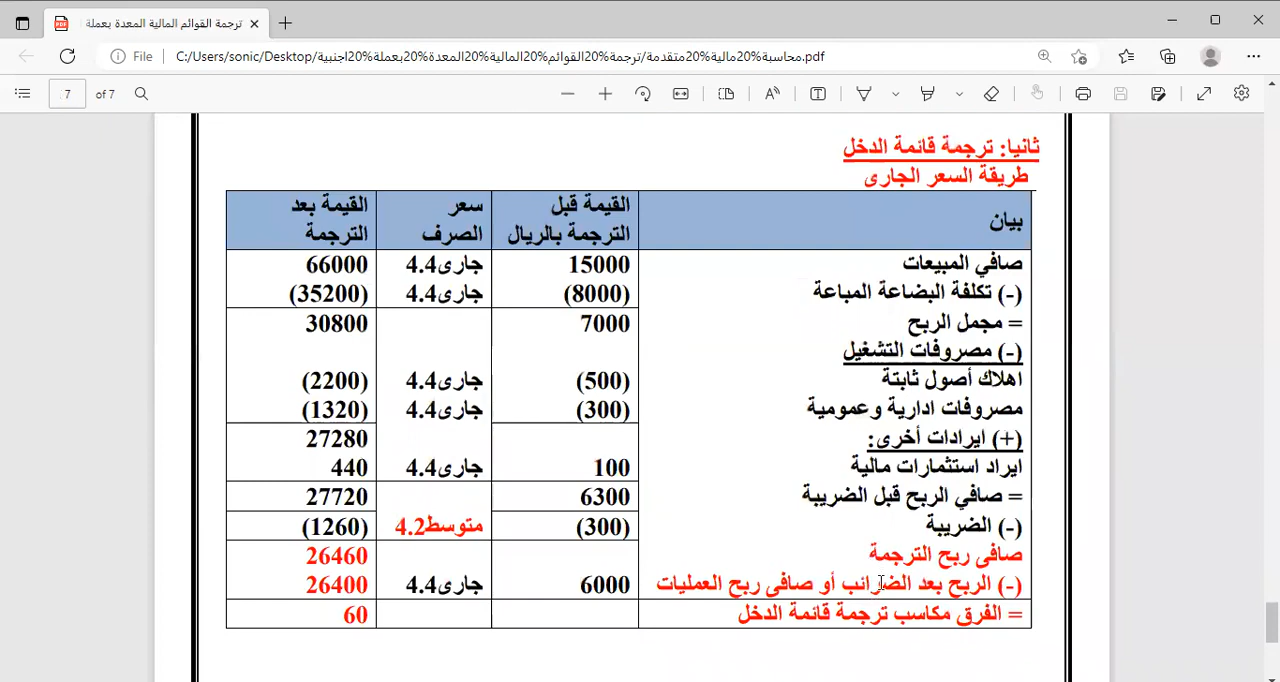 ترجمة القوائم المالية المعدة بعملة
File C:/Users/sonic/Desktop/محاسبة%20مالية%20متقدمة/ترجمة%20القوائم%20المالية%20المعدة%20بعملة%20اجنبية.pdf
7 of 7
ثانيا: ترجمة قائمة الدخل
طريقة السعر الجارى
بيان القيمة قبل الترجمة بالريال سعر الصرف القيمة بعد الترجمة
صافي المبيعات 15000 جارى4.4 66000
(-) تكلفة البضاعة المباعة (8000) جارى4.4 (35200)
= مجمل الربح 7000 30800
(-) مصروفات التشغيل
اهلاك أصول ثابتة (500) جارى4.4 (2200)
مصروفات ادارية وعمومية (300) جارى4.4 (1320)
(+) ايرادات أخرى: 27280
ايراد استثمارات مالية 100 جارى4.4 440
= صافي الربح قبل الضريبة 6300 27720
(-) الضريبة (300) متوسط4.2 (1260)
صافى ربح الترجمة 26460
(-) الربح بعد الضرائب أو صافى ربح العمليات 6000 جارى4.4 26400
= الفرق مكاسب ترجمة قائمة الدخل 60